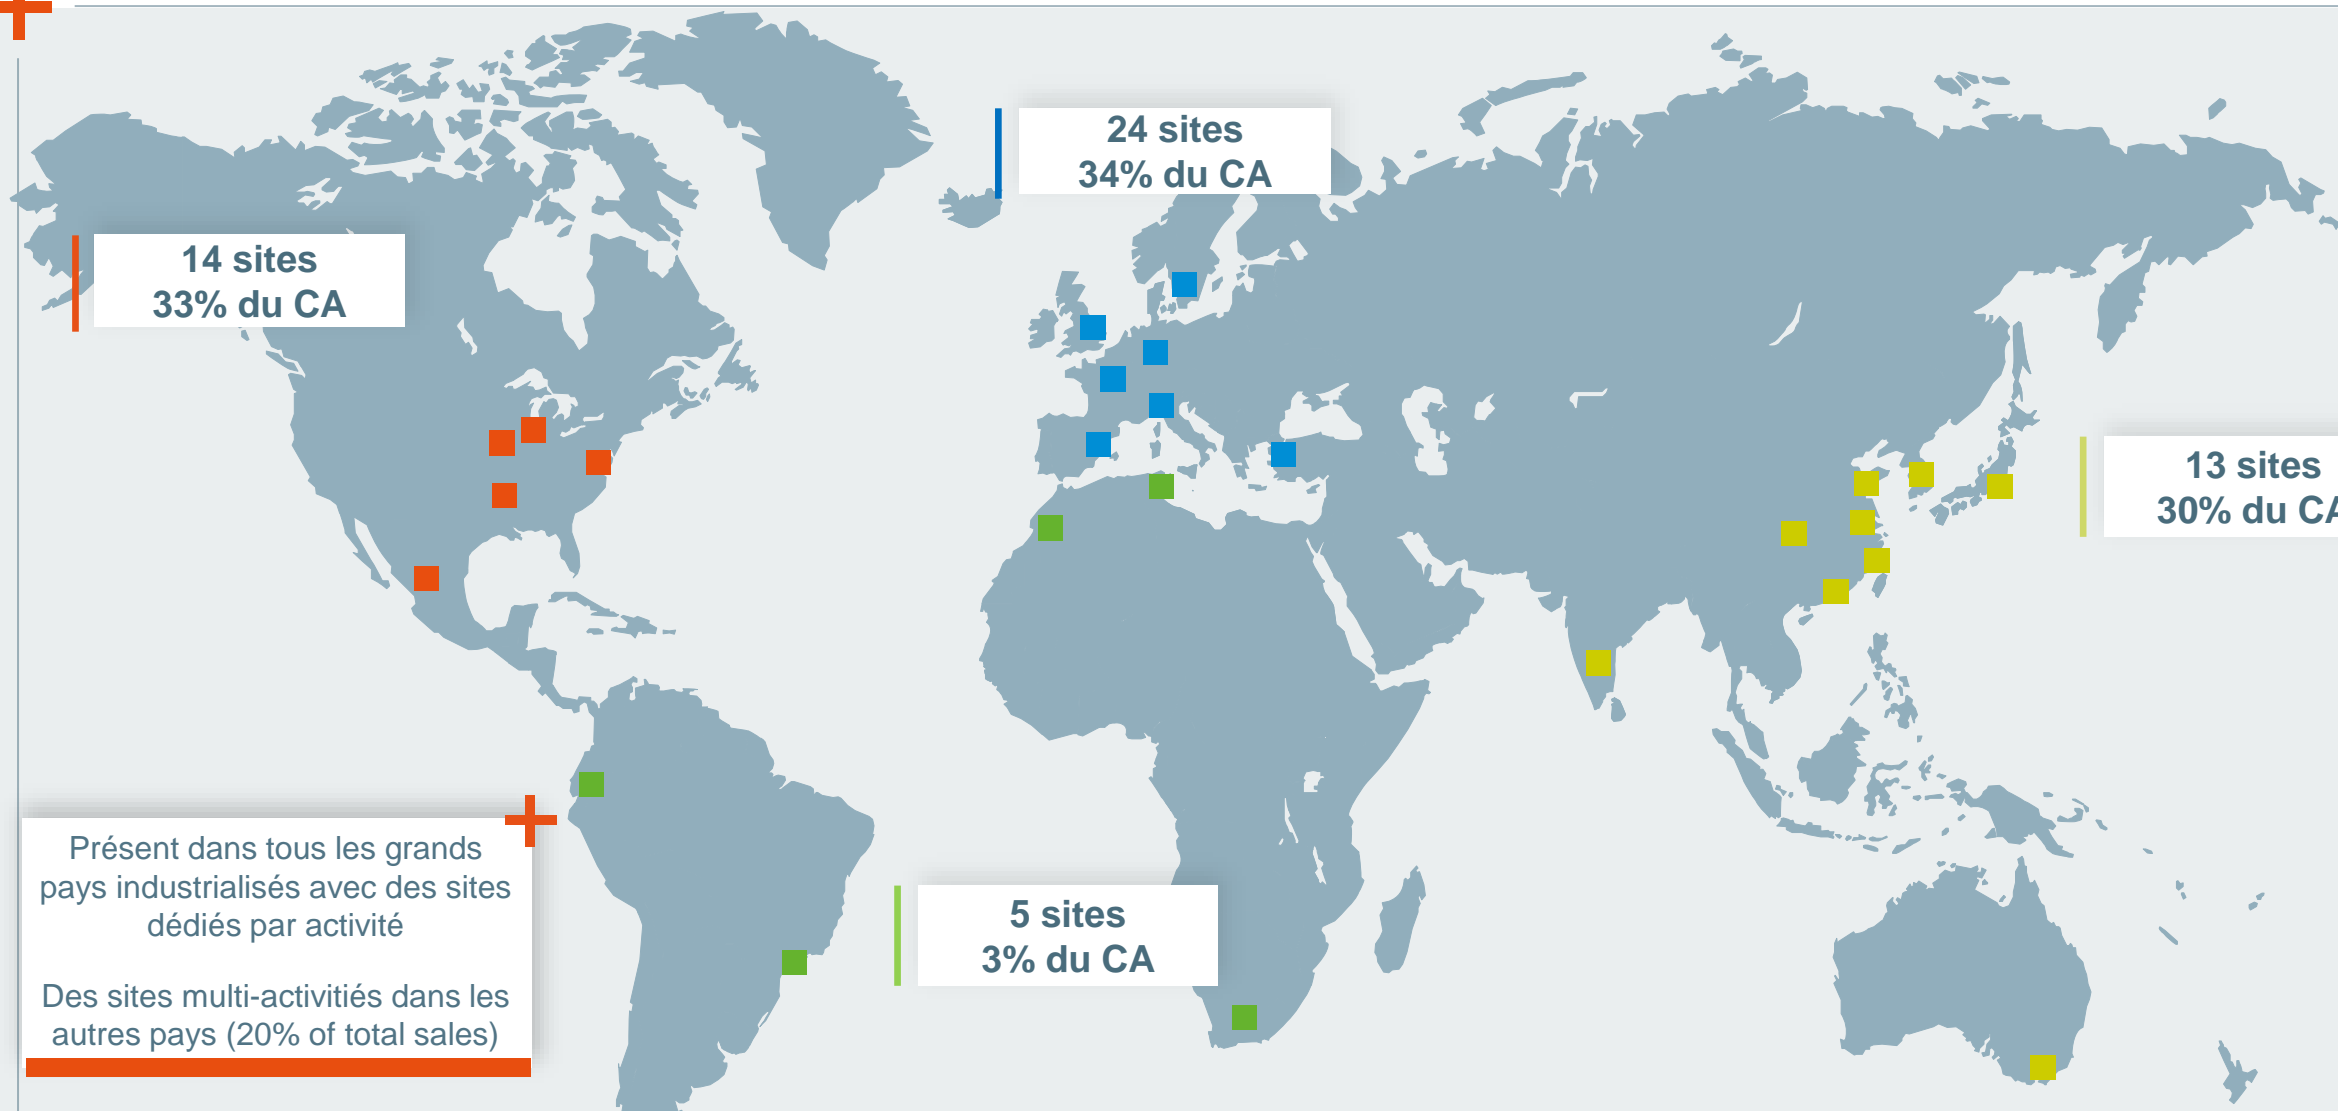 24 sites
34% du CA
14 sites
33% du CA
13 sites
30% du CA
Présent dans tous les grands
pays industrialisés avec des sites
dédiés par activité
Des sites multi-activitiés dans les
autres pays (20% of total sales)
5 sites
3% du CA